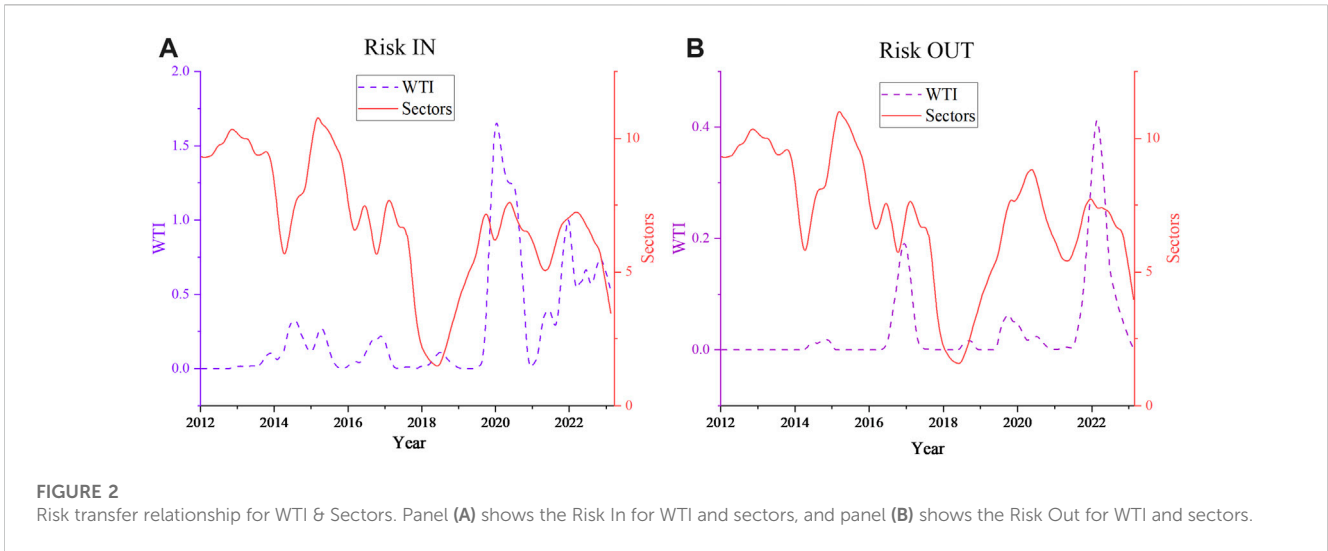 A
Risk IN
WTI
Sectors
2.0
1.5
1.0
0.5
0.0
WTI
10
5
0
Sectors
2012 2014 2016 2018 2020 2022
Year
B
Risk OUT
WTI
Sectors
0.4
0.2
0.0
WTI
10
5
0
Sectors
2012 2014 2016 2018 2020 2022
Year
FIGURE 2
Risk transfer relationship for WTI & Sectors. Panel (A) shows the Risk In for WTI and sectors, and panel (B) shows the Risk Out for WTI and sectors.